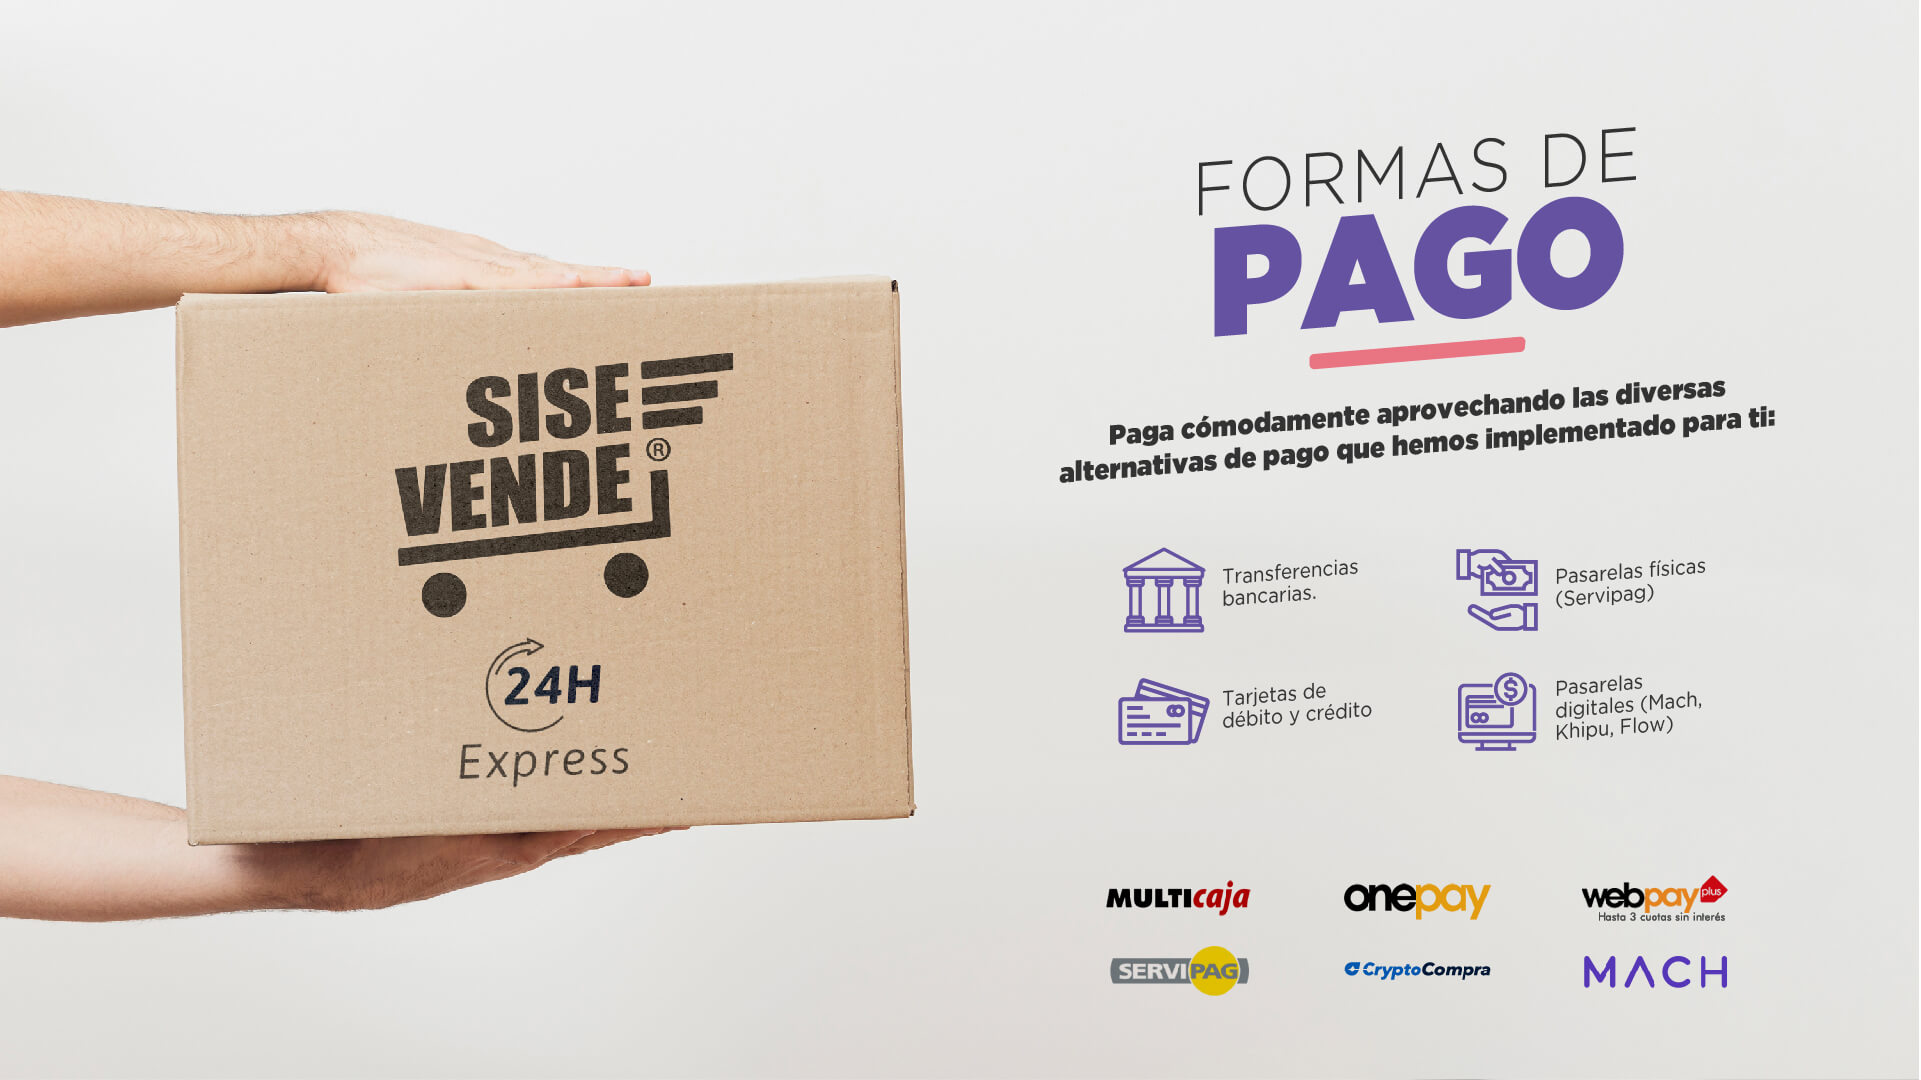 SISE
VENDE®
24H
Express
FORMAS DE
PAGO
Paga cómodamente aprovechando las diversas
alternativas de pago que hemos implementado para ti:
Transferencias
bancarias.
Pasarelas físicas
(Servipag)
Tarjetas de
débito y crédito
Pasarelas
digitales (Mach,
Khipu, Flow)
MULTIcaja
onepay
webpay plus
Hasta 3 cuotas sin interés
SERVIPAG
CryptoCompra
MACH